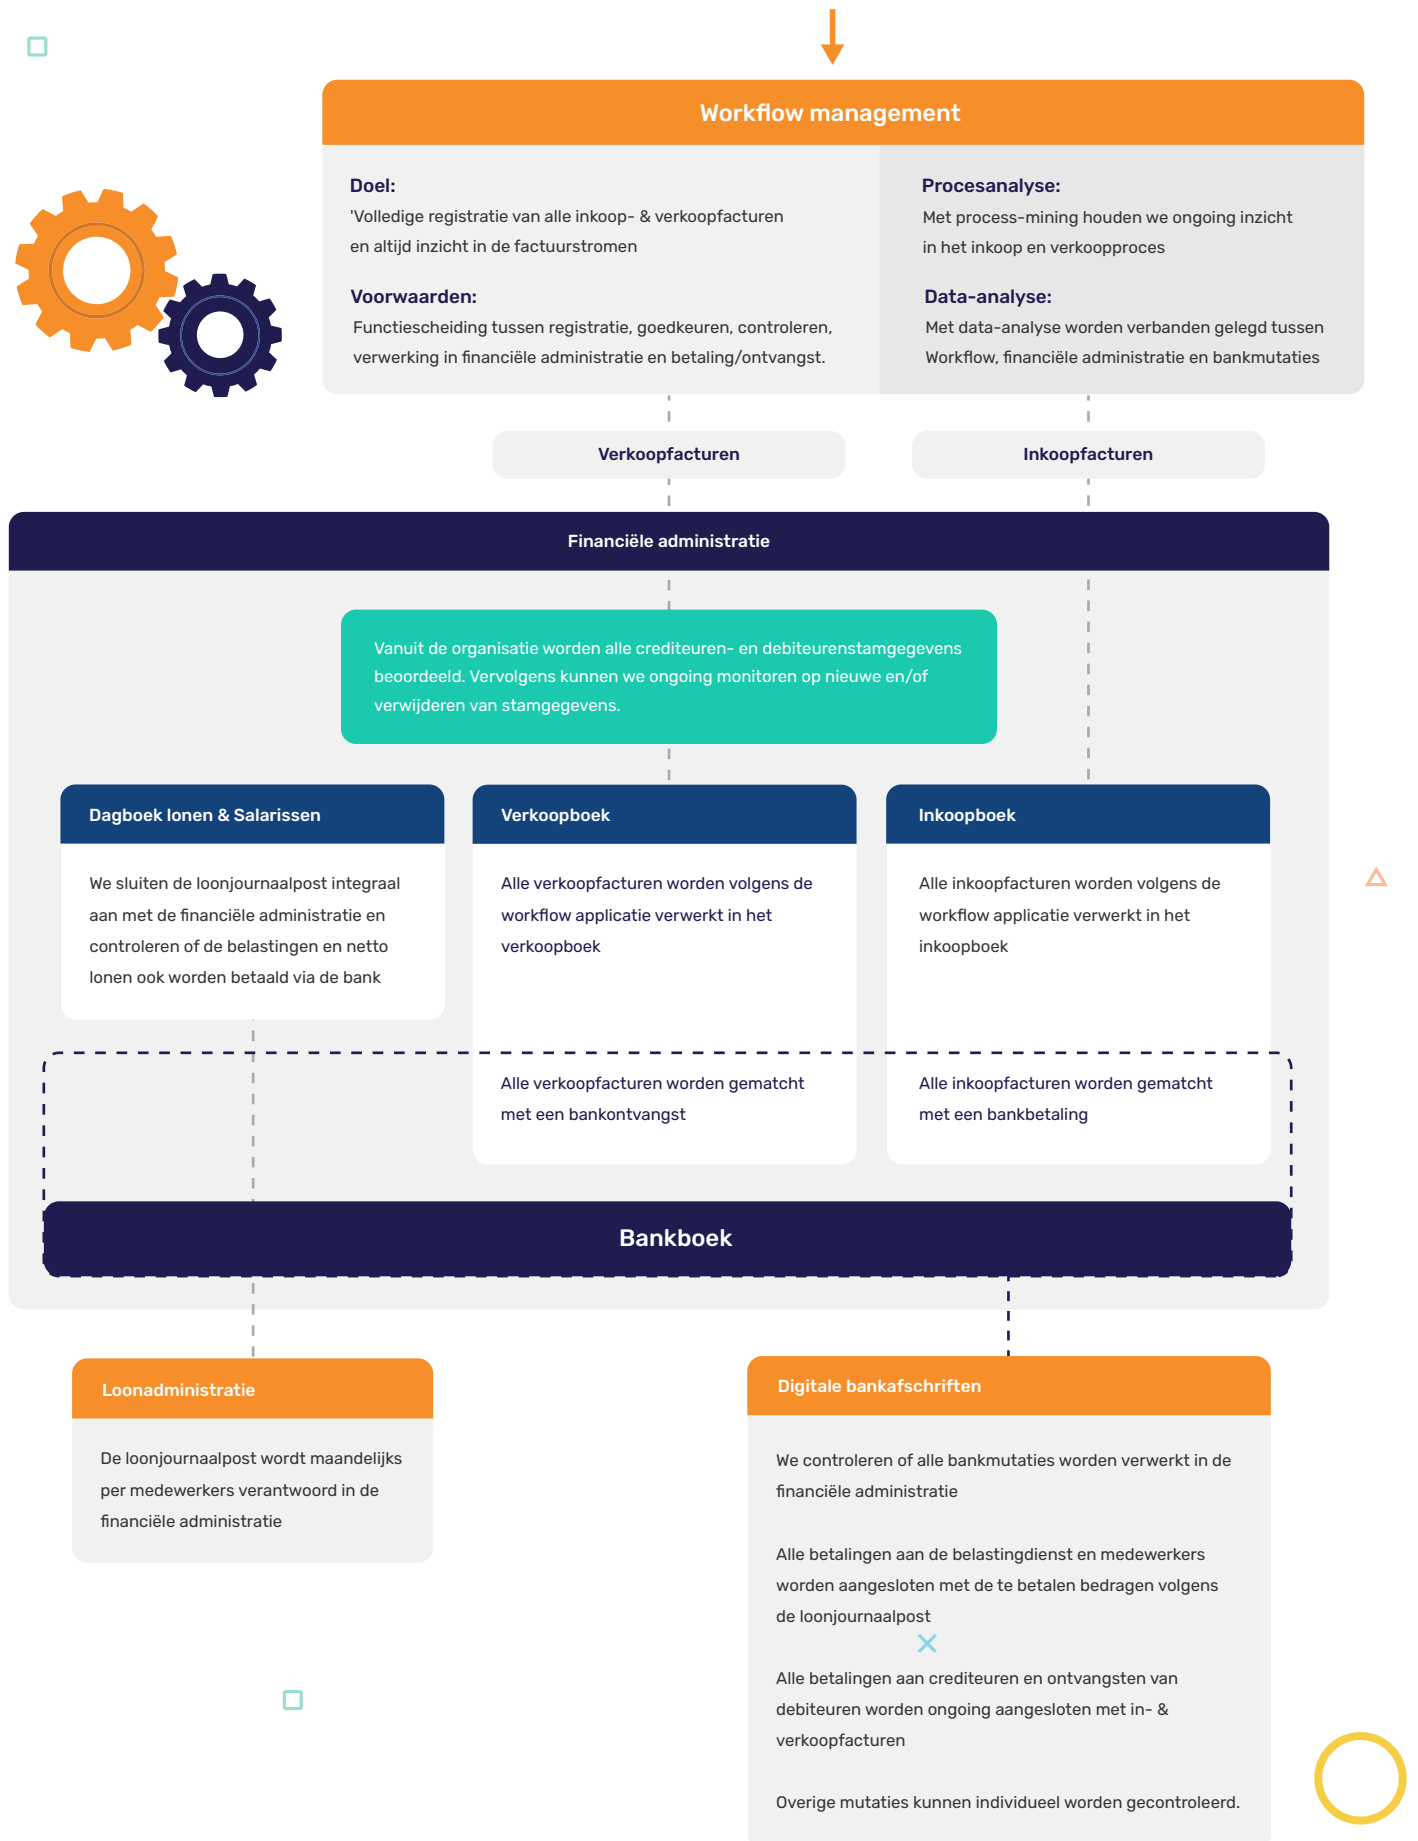 Workflow management
Doel:
'Volledige registratie van alle inkoop- & verkoopfacturen
en altijd inzicht in de factuurstromen
Voorwaarden:
Functiescheiding tussen registratie, goedkeuren, controleren,
verwerking in financiële administratie en betaling/ontvangst.
Procesanalyse:
Met process-mining houden we ongoing inzicht
in het inkoop en verkoopproces
Data-analyse:
Met data-analyse worden verbanden gelegd tussen
Workflow, financiële administratie en bankmutaties
Verkoopfacturen
Inkoopfacturen
Financiële administratie
Vanuit de organisatie worden alle crediteuren- en debiteurenstamgegevens
beoordeeld. Vervolgens kunnen we ongoing monitoren op nieuwe en/of
verwijderen van stamgegevens.
Dagboek lonen & Salarissen
We sluiten de loonjournaalpost integraal
aan met de financiële administratie en
controleren of de belastingen en netto
lonen ook worden betaald via de bank
Verkoopboek
Alle verkoopfacturen worden volgens de
workflow applicatie verwerkt in het
verkoopboek
Alle verkoopfacturen worden gematcht
met een bankontvangst
Inkoopboek
Alle inkoopfacturen worden volgens de
workflow applicatie verwerkt in het
inkoopboek
Alle inkoopfacturen worden gematcht
met een bankbetaling
Bankboek
Loonadministratie
De loonjournaalpost wordt maandelijks
per medewerkers verantwoord in de
financiële administratie
Digitale bankafschriften
We controleren of alle bankmutaties worden verwerkt in de
financiële administratie
Alle betalingen aan de belastingdienst en medewerkers
worden aangesloten met de te betalen bedragen volgens
de loonjournaalpost
Alle betalingen aan crediteuren en ontvangsten van
debiteuren worden ongoing aangesloten met in- &
verkoopfacturen
Overige mutaties kunnen individueel worden gecontroleerd.